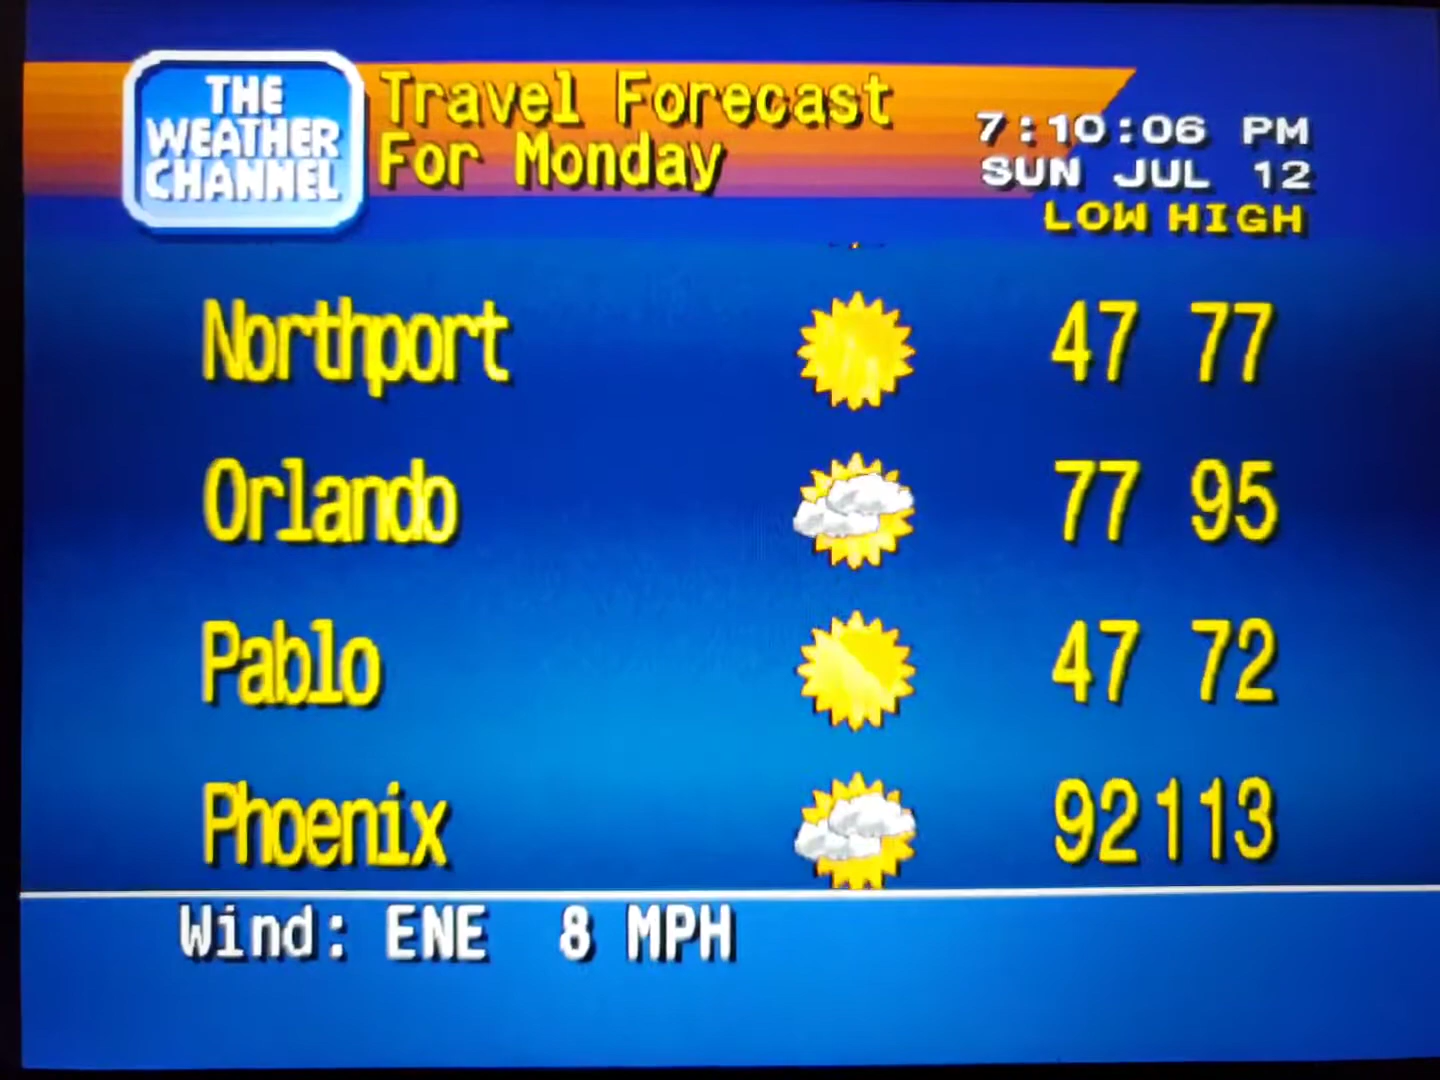 THE
WEATHER
CHANNEL
Travel Forecast
For Monday
7:10:06 PM
SUN JUL 12
LOW HIGH
Northport 47 77
Orlando 77 95
Pablo 47 72
Phoenix 92 113
Wind: ENE 8 MPH